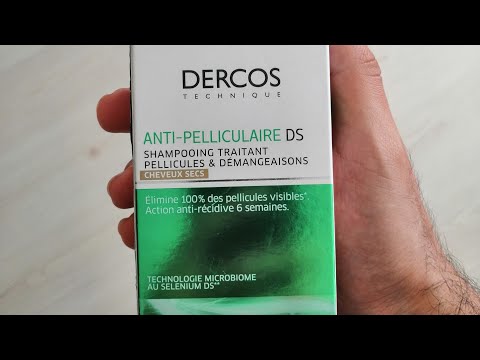 DERCOS
TECHNIQUE
ANTI-PELLICULAIRE DS
SHAMPOOING TRAITANT
PELLICULES & DÉMANGEAISONS
CHEVEUX SECS
Élimine 100% des pellicules visibles*.
Action anti-récidive 6 semaines.
TECHNOLOGIE MICROBIOME
AU SÉLÉNIUM DS**